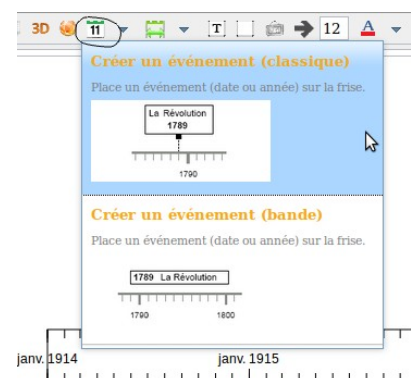 3D 11 T 12 A
Créer un événement (classique)
Place un événement (date ou année) sur la frise.
La Révolution
1789
1790
Créer un événement (bande)
Place un événement (date ou année) sur la frise.
1789 La Révolution
1790 1800
janv. 1914 janv. 1915